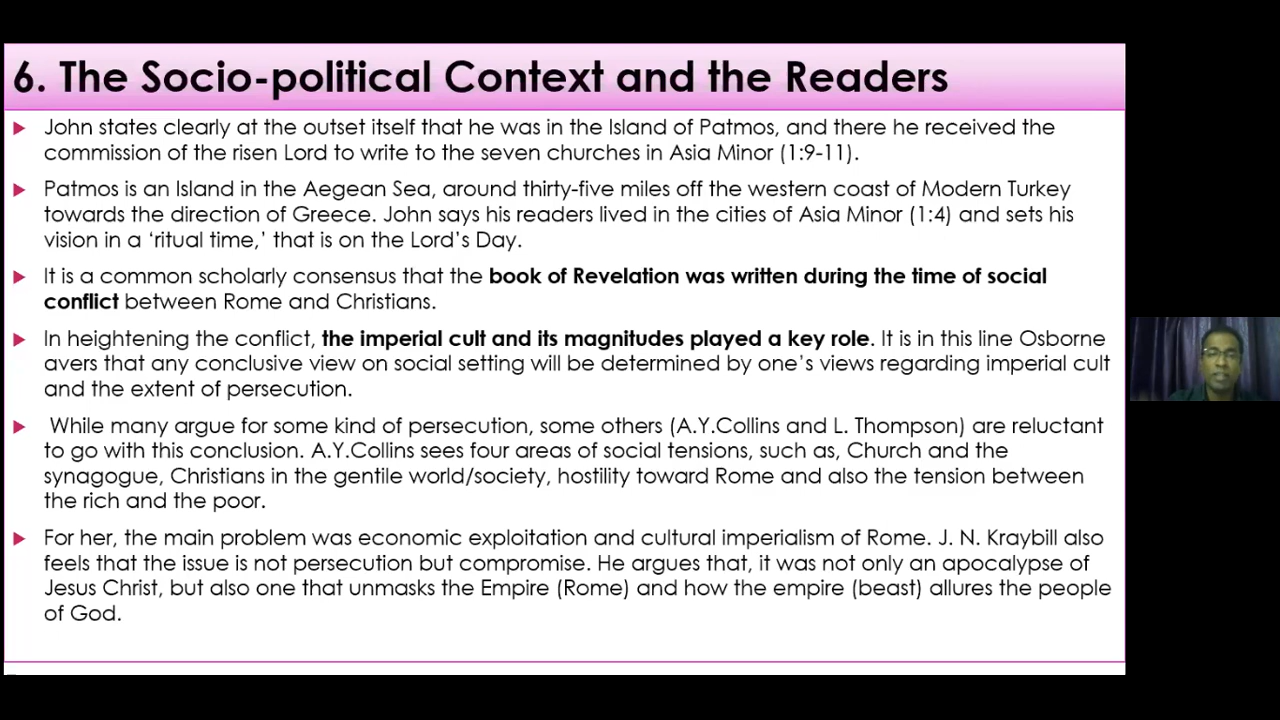 6. The Socio-political Context and the Readers
John states clearly at the outset itself that he was in the Island of Patmos, and there he received the
commission of the risen Lord to write to the seven churches in Asia Minor (1:9-11).
Patmos is an Island in the Aegean Sea, around thirty-five miles off the western coast of Modern Turkey
towards the direction of Greece. John says his readers lived in the cities of Asia Minor (1:4) and sets his
vision in a ‘ritual time,’ that is on the Lord’s Day.
It is a common scholarly consensus that the book of Revelation was written during the time of social
conflict between Rome and Christians.
In heightening the conflict, the imperial cult and its magnitudes played a key role. It is in this line Osborne
avers that any conclusive view on social setting will be determined by one’s views regarding imperial cult
and the extent of persecution.
While many argue for some kind of persecution, some others (A.Y.Collins and L. Thompson) are reluctant
to go with this conclusion. A.Y.Collins sees four areas of social tensions, such as, Church and the
synagogue, Christians in the gentile world/society, hostility toward Rome and also the tension between
the rich and the poor.
For her, the main problem was economic exploitation and cultural imperialism of Rome. J. N. Kraybill also
feels that the issue is not persecution but compromise. He argues that, it was not only an apocalypse of
Jesus Christ, but also one that unmasks the Empire (Rome) and how the empire (beast) allures the people
of God.